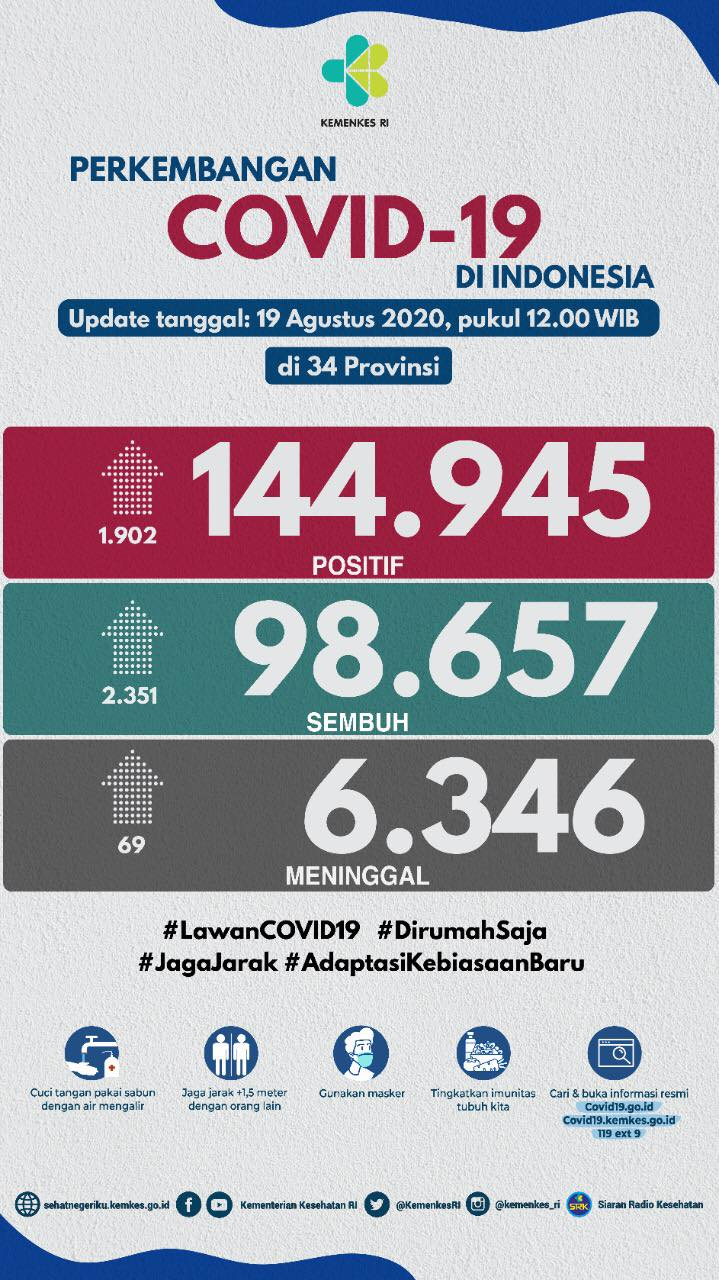 KEMENKES RI
PERKEMBANGAN
COVID-19
DI INDONESIA
Update tanggal: 19 Agustus 2020, pukul 12.00 WIB
di 34 Provinsi
1.902
144.945
POSITIF
2.351
98.657
SEMBUH
69
6.346
MENINGGAL
#LawanCOVID19 #DirumahSaja
#JagaJarak #AdaptasiKebiasaanBaru
Cuci tangan pakai sabun
dengan air mengalir
Jaga jarak +1,5 meter
dengan orang lain
Gunakan masker
Tingkatkan imunitas
tubuh kita
Cari & buka informasi resmi
Covid19.go.id
Covid19.kemkes.go.id
119 ext 9
sehatnegeriku.kemkes.go.id Kementerian Kesehatan RI @KemenkesRI @kemenkes_ri SRK Siaran Radio Kesehatan